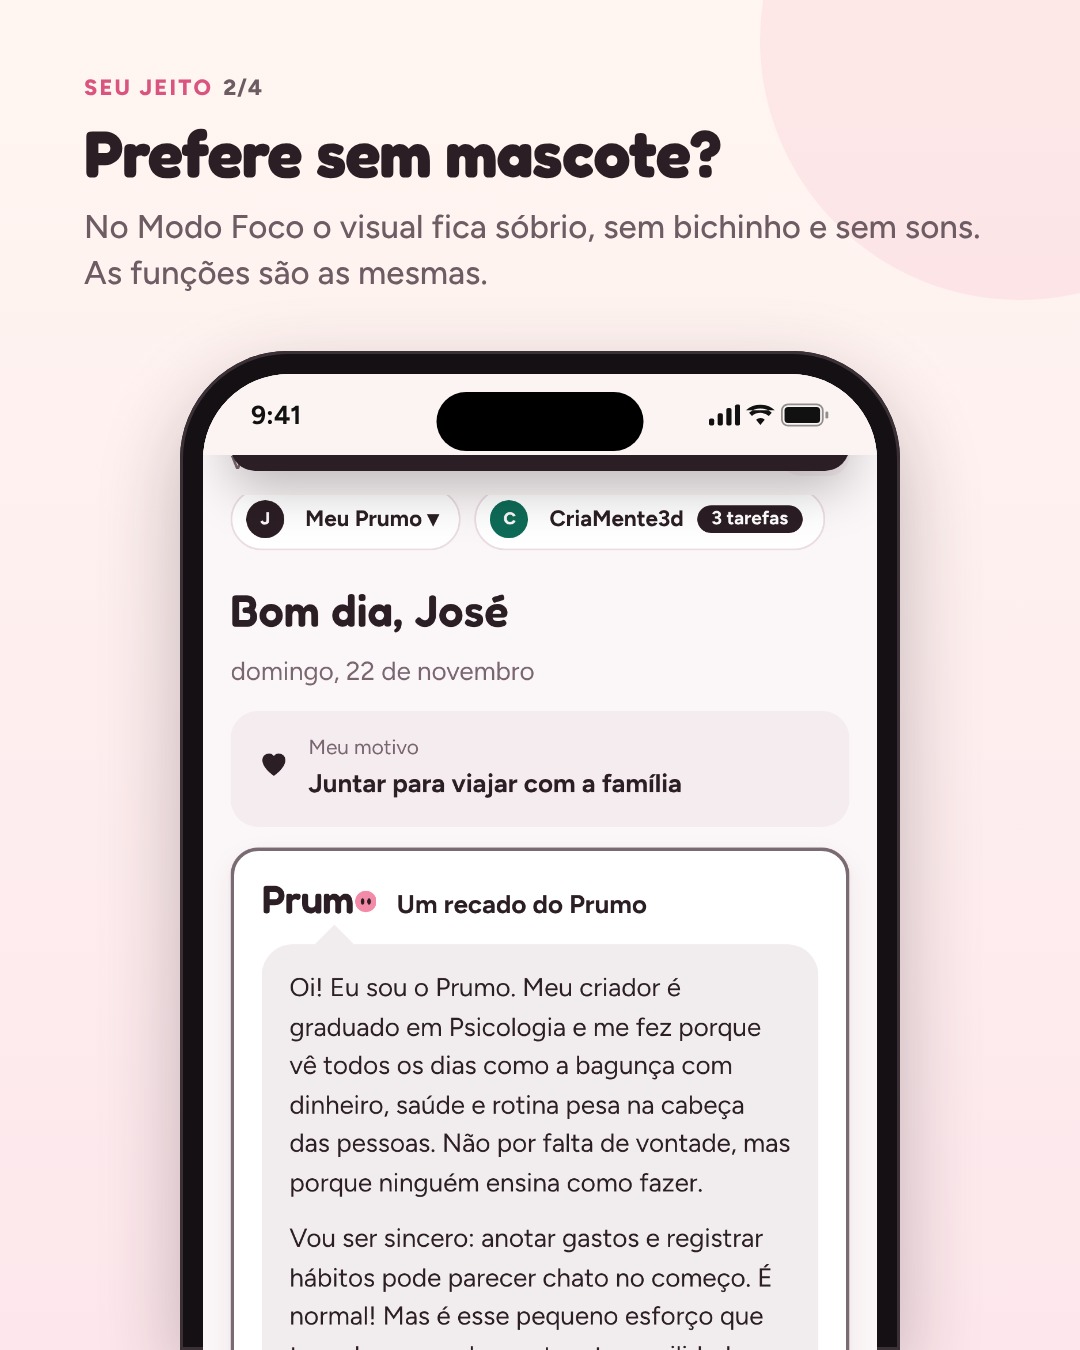 SEU JEITO 2/4
Prefere sem mascote?
No Modo Foco o visual fica sóbrio, sem bichinho e sem sons.
As funções são as mesmas.
9:41
J Meu Prumo ▾ C CriaMente3d 3 tarefas
Bom dia, José
domingo, 22 de novembro
Meu motivo
Juntar para viajar com a família
Prumo Um recado do Prumo
Oi! Eu sou o Prumo. Meu criador é
graduado em Psicologia e me fez porque
vê todos os dias como a bagunça com
dinheiro, saúde e rotina pesa na cabeça
das pessoas. Não por falta de vontade, mas
porque ninguém ensina como fazer.
Vou ser sincero: anotar gastos e registrar
hábitos pode parecer chato no começo. É
normal! Mas é esse pequeno esforço que